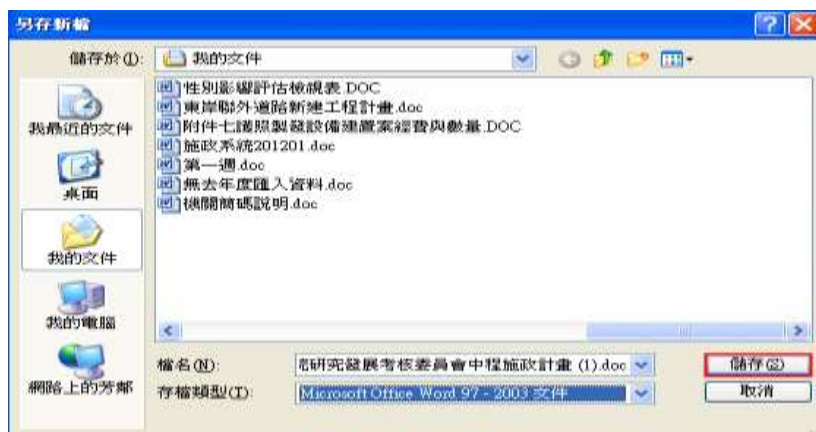 另存新檔
儲存於(I):
我的文件
性別影響評估檢視表.DOC
東岸聯外道路新建工程計畫.doc
附件七護照製發設備建置案經費與數量.DOC
施政系統201201.doc
第一週.doc
無去年度匯入資料.doc
機關簡碼說明.doc
我最近的文件
桌面
我的文件
我的電腦
網路上的芳鄰
檔名(N):
研究發展考核委員會中程施政計畫 (1).doc
儲存(S)
存檔類型(T):
Microsoft Office Word 97 - 2003 文件
取消